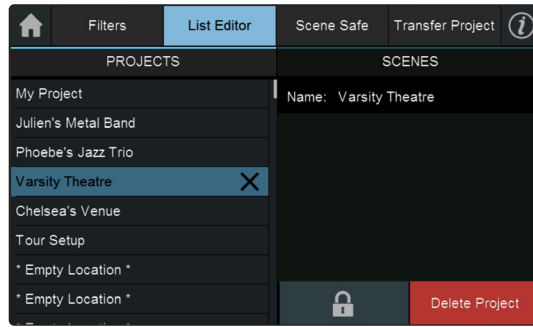 Filters
List Editor
Scene Safe
Transfer Project
PROJECTS
SCENES
My Project
Julien's Metal Band
Phoebe's Jazz Trio
Varsity Theatre
Chelsea's Venue
Tour Setup
* Empty Location *
* Empty Location *
Name: Varsity Theatre
Delete Project